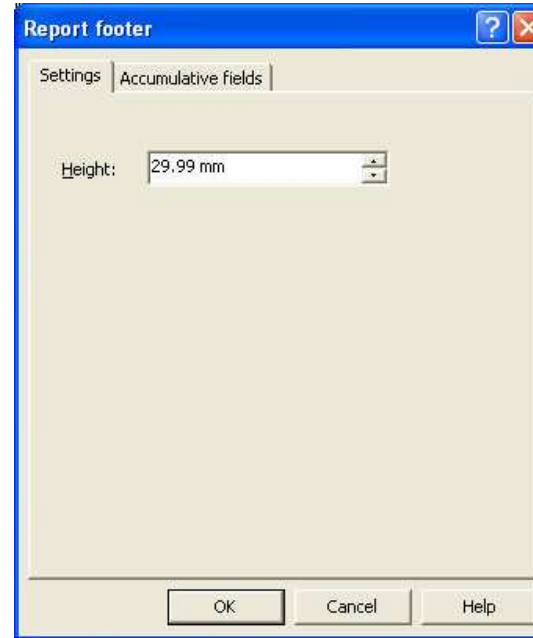 Report footer
Settings Accumulative fields
Height: 29.99 mm
OK Cancel Help